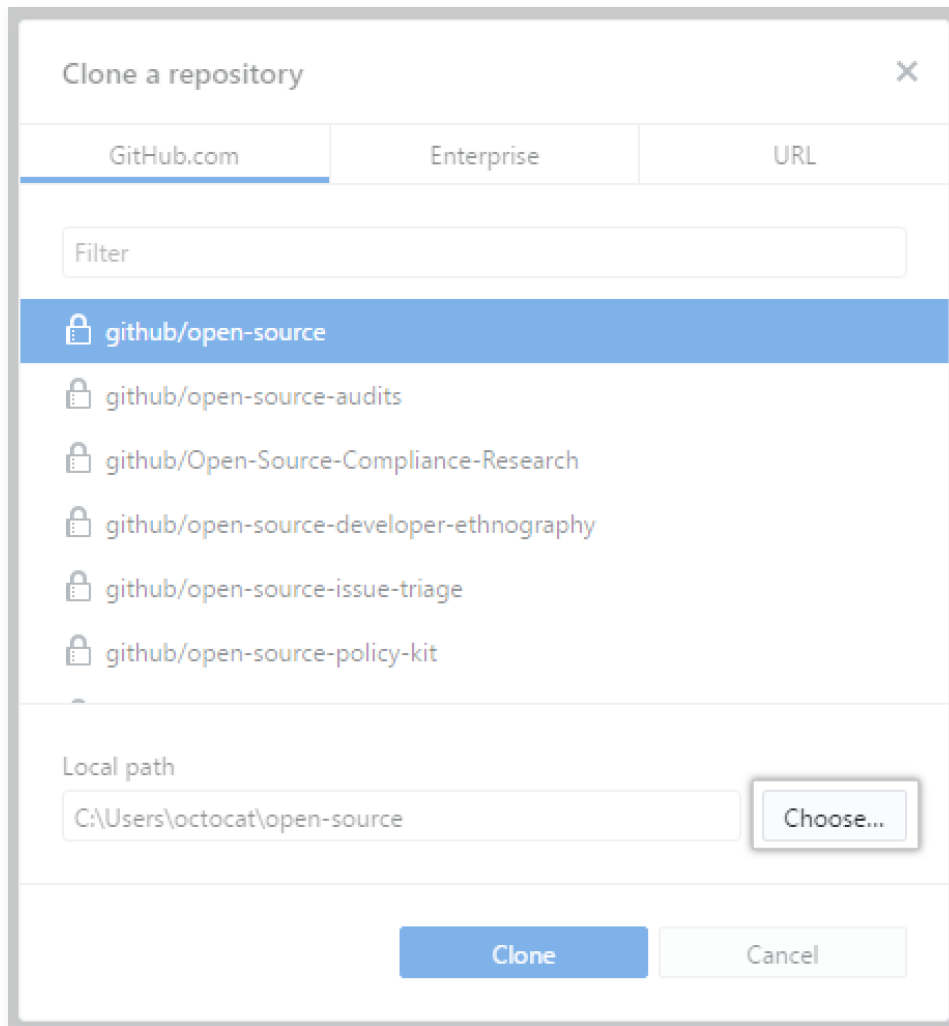 Clone a repository
GitHub.com Enterprise URL
Filter
github/open-source
github/open-source-audits
github/Open-Source-Compliance-Research
github/open-source-developer-ethnography
github/open-source-issue-triage
github/open-source-policy-kit
Local path
C:\Users\octocat\open-source Choose...
Clone Cancel